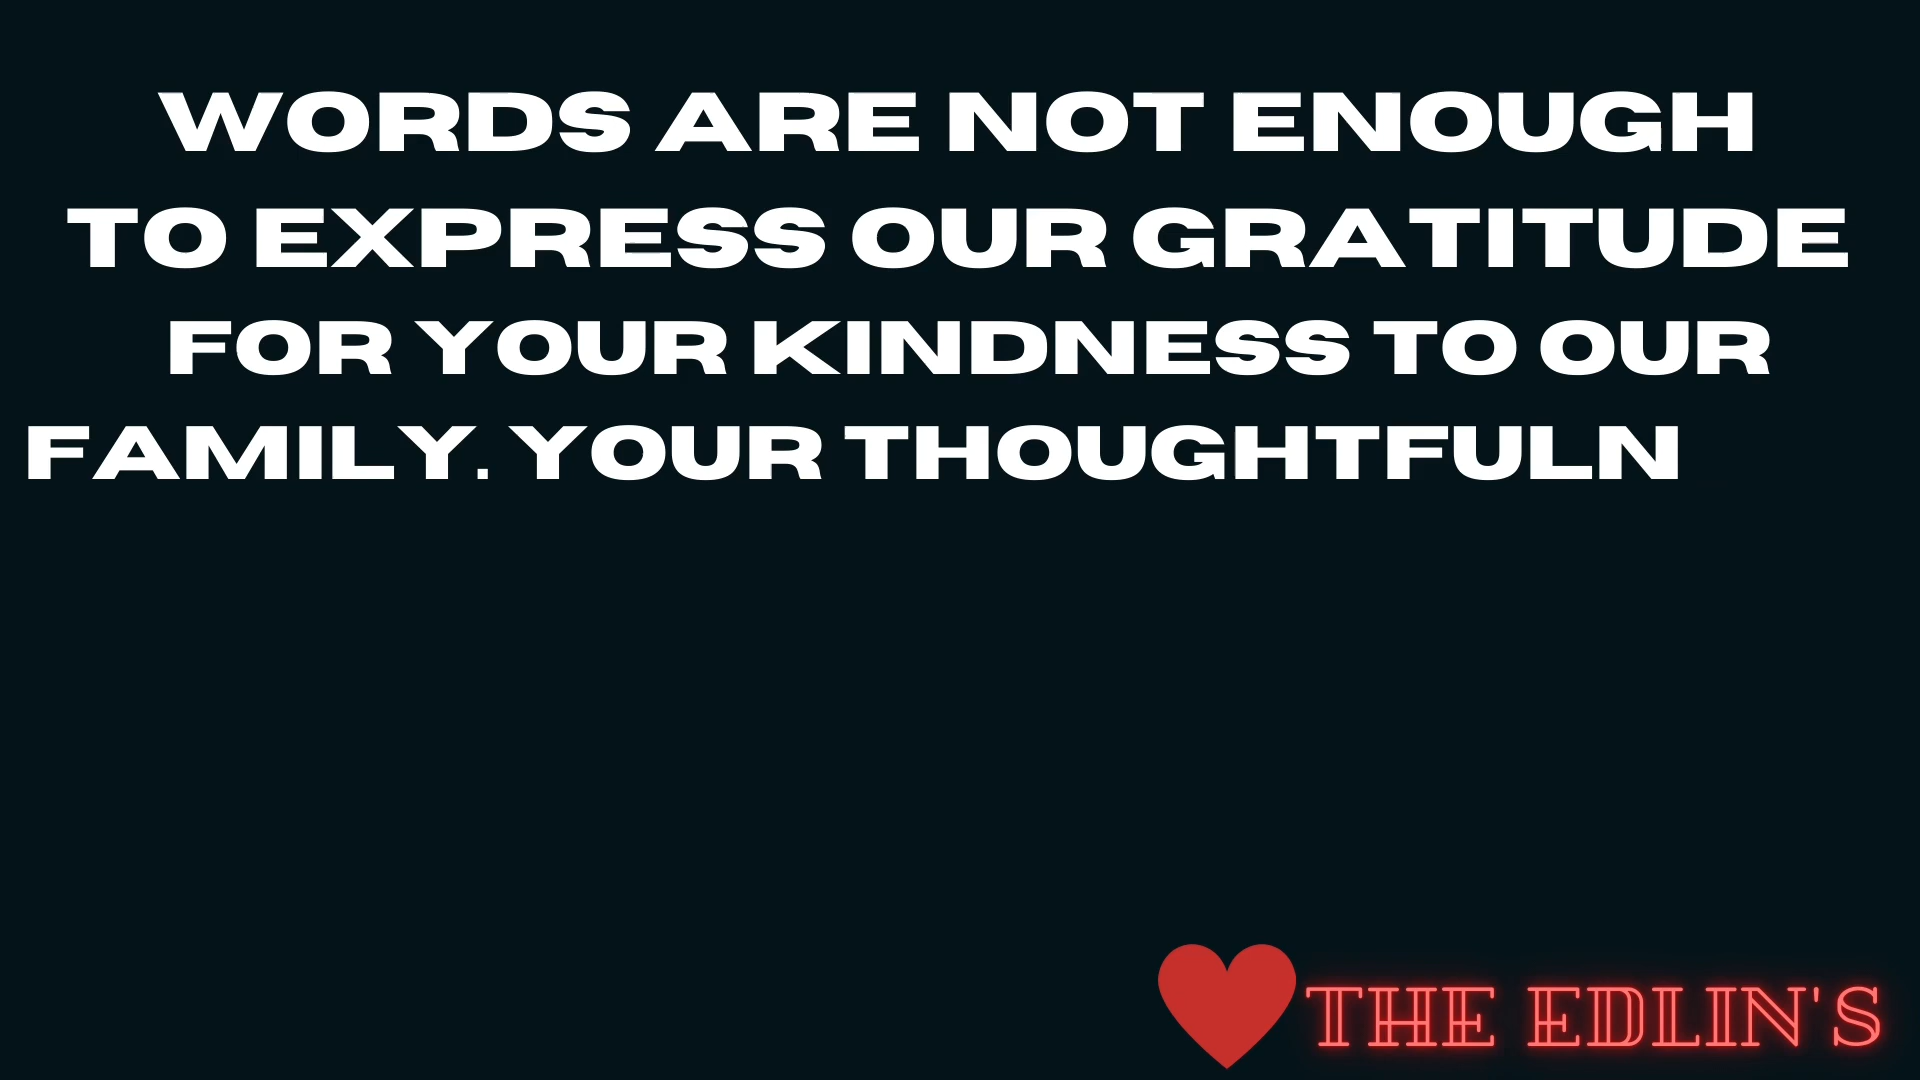 WORDS ARE NOT ENOUGH
TO EXPRESS OUR GRATITUDE
FOR YOUR KINDNESS TO OUR
FAMILY. YOUR THOUGHTFULN
THE EDLIN'S